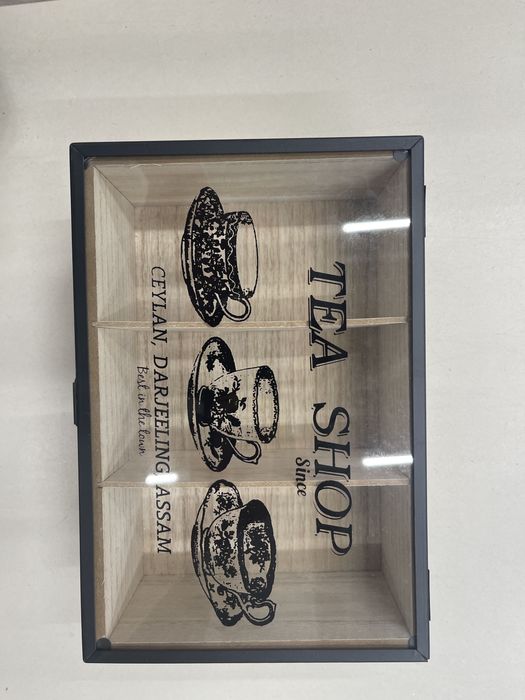 TEA SHOP
Since
CEYLAN, DARJEELING, ASSAM
Best in the town